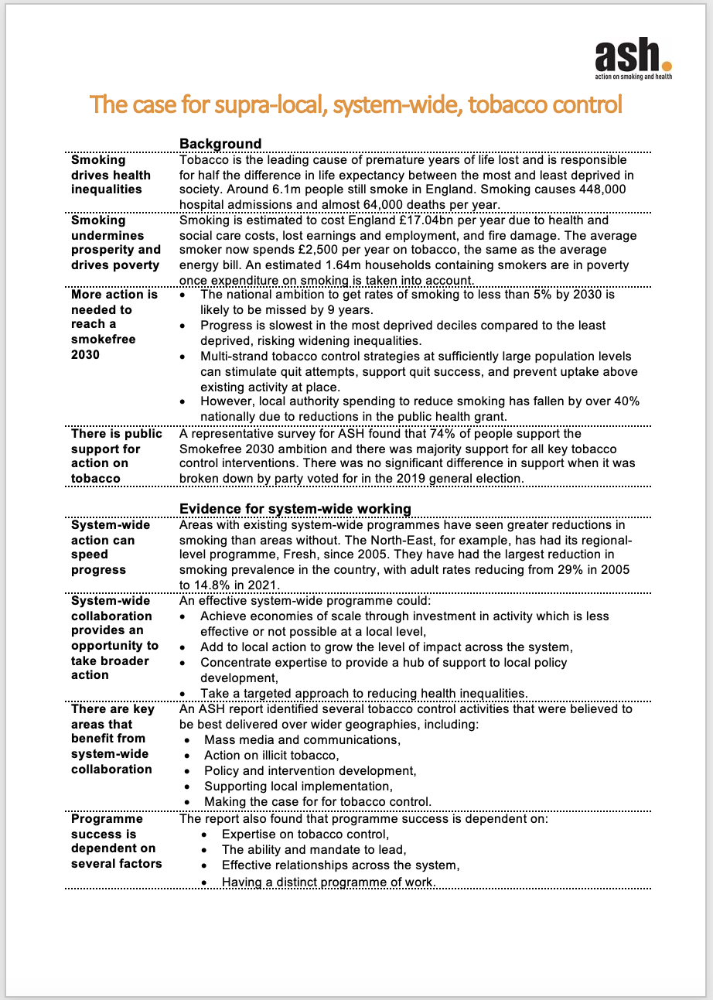 ash.
action on smoking and health
The case for supra-local, system-wide, tobacco control
Background
Smoking
drives health
inequalities
Tobacco is the leading cause of premature years of life lost and is responsible
for half the difference in life expectancy between the most and least deprived in
society. Around 6.1m people still smoke in England. Smoking causes 448,000
hospital admissions and almost 64,000 deaths per year.
Smoking
undermines
prosperity and
drives poverty
Smoking is estimated to cost England £17.04bn per year due to health and
social care costs, lost earnings and employment, and fire damage. The average
smoker now spends £2,500 per year on tobacco, the same as the average
energy bill. An estimated 1.64m households containing smokers are in poverty
once expenditure on smoking is taken into account.
More action is
needed to
reach a
smokefree
2030
• The national ambition to get rates of smoking to less than 5% by 2030 is
likely to be missed by 9 years.
• Progress is slowest in the most deprived deciles compared to the least
deprived, risking widening inequalities.
• Multi-strand tobacco control strategies at sufficiently large population levels
can stimulate quit attempts, support quit success, and prevent uptake above
existing activity at place.
• However, local authority spending to reduce smoking has fallen by over 40%
nationally due to reductions in the public health grant.
There is public
support for
action on
tobacco
A representative survey for ASH found that 74% of people support the
Smokefree 2030 ambition and there was majority support for all key tobacco
control interventions. There was no significant difference in support when it was
broken down by party voted for in the 2019 general election.
Evidence for system-wide working
System-wide
action can
speed
progress
Areas with existing system-wide programmes have seen greater reductions in
smoking than areas without. The North-East, for example, has had its regional-
level programme, Fresh, since 2005. They have had the largest reduction in
smoking prevalence in the country, with adult rates reducing from 29% in 2005
to 14.8% in 2021.
System-wide
collaboration
provides an
opportunity to
take broader
action
An effective system-wide programme could:
• Achieve economies of scale through investment in activity which is less
effective or not possible at a local level,
• Add to local action to grow the level of impact across the system,
• Concentrate expertise to provide a hub of support to local policy
development,
• Take a targeted approach to reducing health inequalities.
There are key
areas that
benefit from
system-wide
collaboration
An ASH report identified several tobacco control activities that were believed to
be best delivered over wider geographies, including:
• Mass media and communications,
• Action on illicit tobacco,
• Policy and intervention development,
• Supporting local implementation,
• Making the case for for tobacco control.
Programme
success is
dependent on
several factors
The report also found that programme success is dependent on:
• Expertise on tobacco control,
• The ability and mandate to lead,
• Effective relationships across the system,
• Having a distinct programme of work.